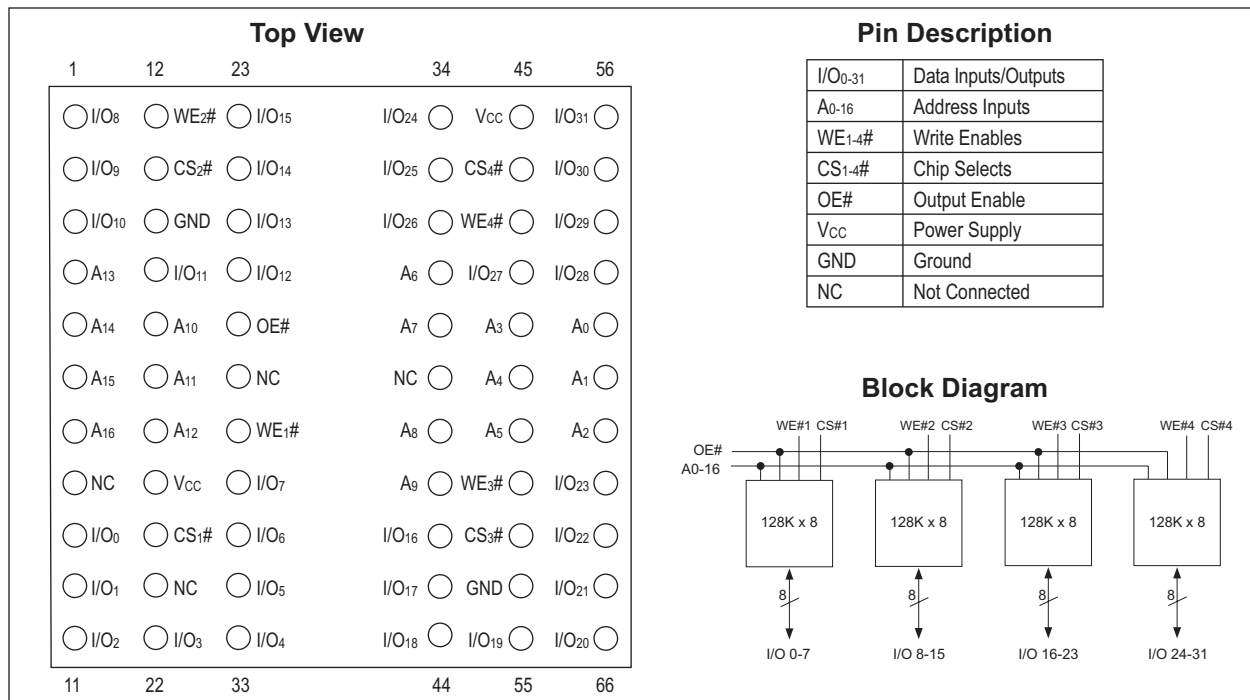 Top View
1 12 23 34 45 56
I/O8 WE2# I/O15 I/O24 VCC I/O31
I/O9 CS2# I/O14 I/O25 CS4# I/O30
I/O10 GND I/O13 I/O26 WE4# I/O29
A13 I/O11 I/O12 A6 I/O27 I/O28
A14 A10 OE# A7 A3 A0
A15 A11 NC NC A4 A1
A16 A12 WE1# A8 A5 A2
NC VCC I/O7 A9 WE3# I/O23
I/O0 CS1# I/O6 I/O16 CS3# I/O22
I/O1 NC I/O5 I/O17 GND I/O21
I/O2 I/O3 I/O4 I/O18 I/O19 I/O20
11 22 33 44 55 66
Pin Description
I/O0-31 Data Inputs/Outputs
A0-16 Address Inputs
WE1-4# Write Enables
CS1-4# Chip Selects
OE# Output Enable
VCC Power Supply
GND Ground
NC Not Connected
Block Diagram
WE#1 CS#1 WE#2 CS#2 WE#3 CS#3 WE#4 CS#4
OE#
A0-16
128K x 8 128K x 8 128K x 8 128K x 8
8 8 8 8
I/O 0-7 I/O 8-15 I/O 16-23 I/O 24-31